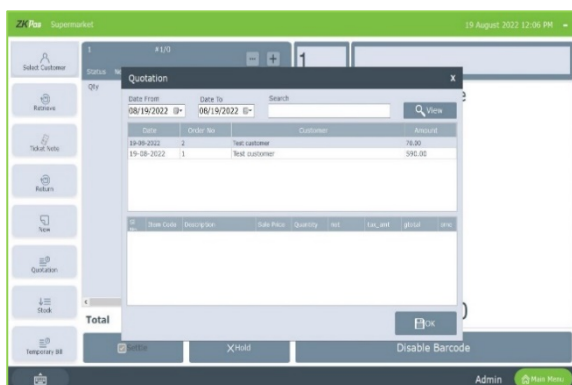 ZKPos Supermarket
19 August 2022 12:06 PM
Select Customer
1 #1/0
1
Status
Qty
Quotation X
Date From Date To Search
08/19/2022 08/19/2022 View
Date Order No Customer Amount
19-08-2022 2 Test customer 70.00
19-08-2022 1 Test customer 590.00
Retrieve
Ticket Note
Return
New
Quotation
Stock
Temporary Bill
Item Code Description Sale Price Quantity tax_amt gtotal
OK
Total
Settle
Hold
Disable Barcode
Admin
Main Menu